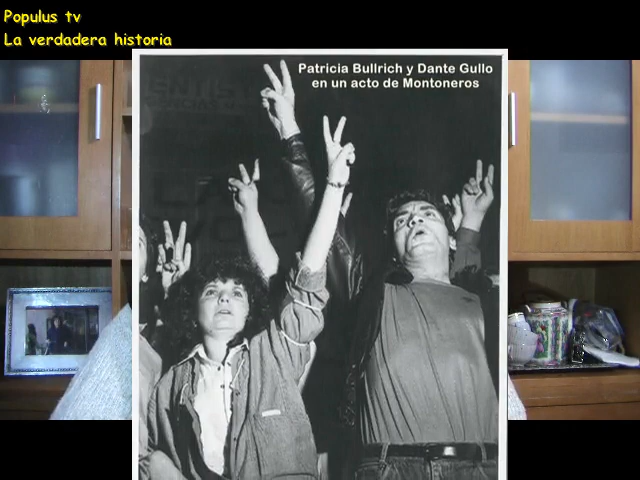 Populus tv
La verdadera historia
Patricia Bullrich y Dante Gullo
en un acto de Montoneros